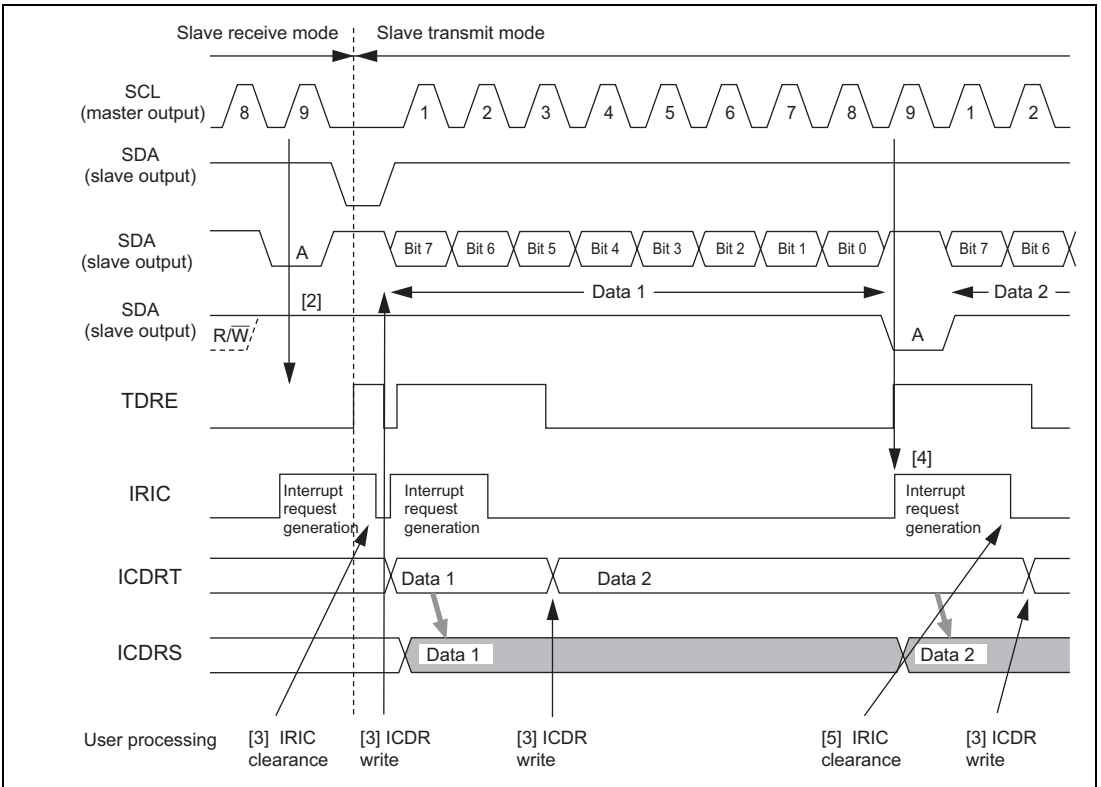 Slave receive mode Slave transmit mode
SCL
(master output)
8 9 1 2 3 4 5 6 7 8 9 1 2
SDA
(slave output)
SDA
(slave output)
A Bit 7 Bit 6 Bit 5 Bit 4 Bit 3 Bit 2 Bit 1 Bit 0 Bit 7 Bit 6
Data 1 Data 2
SDA
(slave output)
[2]
R/W̅
A
TDRE
[4]
IRIC
Interrupt
request
generation
Interrupt
request
generation
Interrupt
request
generation
ICDRT
Data 1 Data 2
ICDRS
Data 1 Data 2
User processing
[3] IRIC
clearance
[3] ICDR
write
[3] ICDR
write
[5] IRIC
clearance
[3] ICDR
write